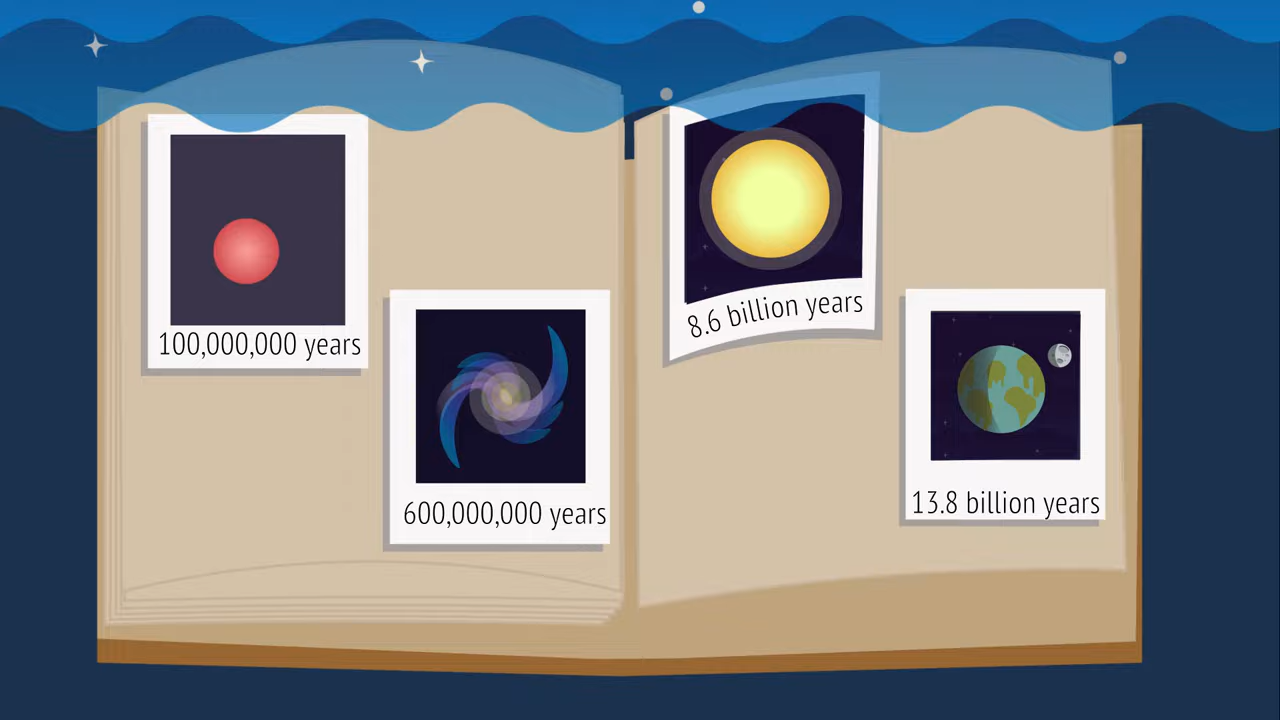 100,000,000 years
600,000,000 years
8.6 billion years
13.8 billion years